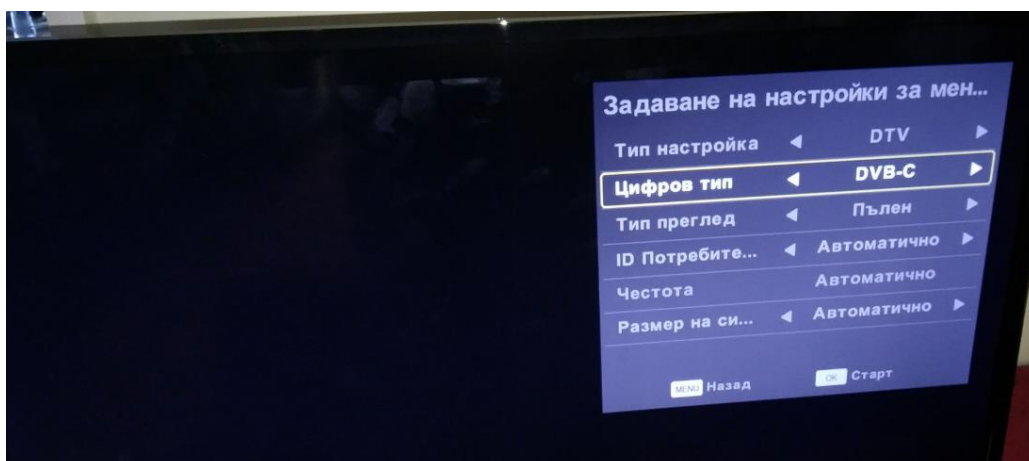 Задаване на настройки за мен...
Тип настройка DTV
Цифров тип DVB-C
Тип преглед Пълен
ID Потребите... Автоматично
Честота Автоматично
Размер на си... Автоматично
MENU Назад OK Старт